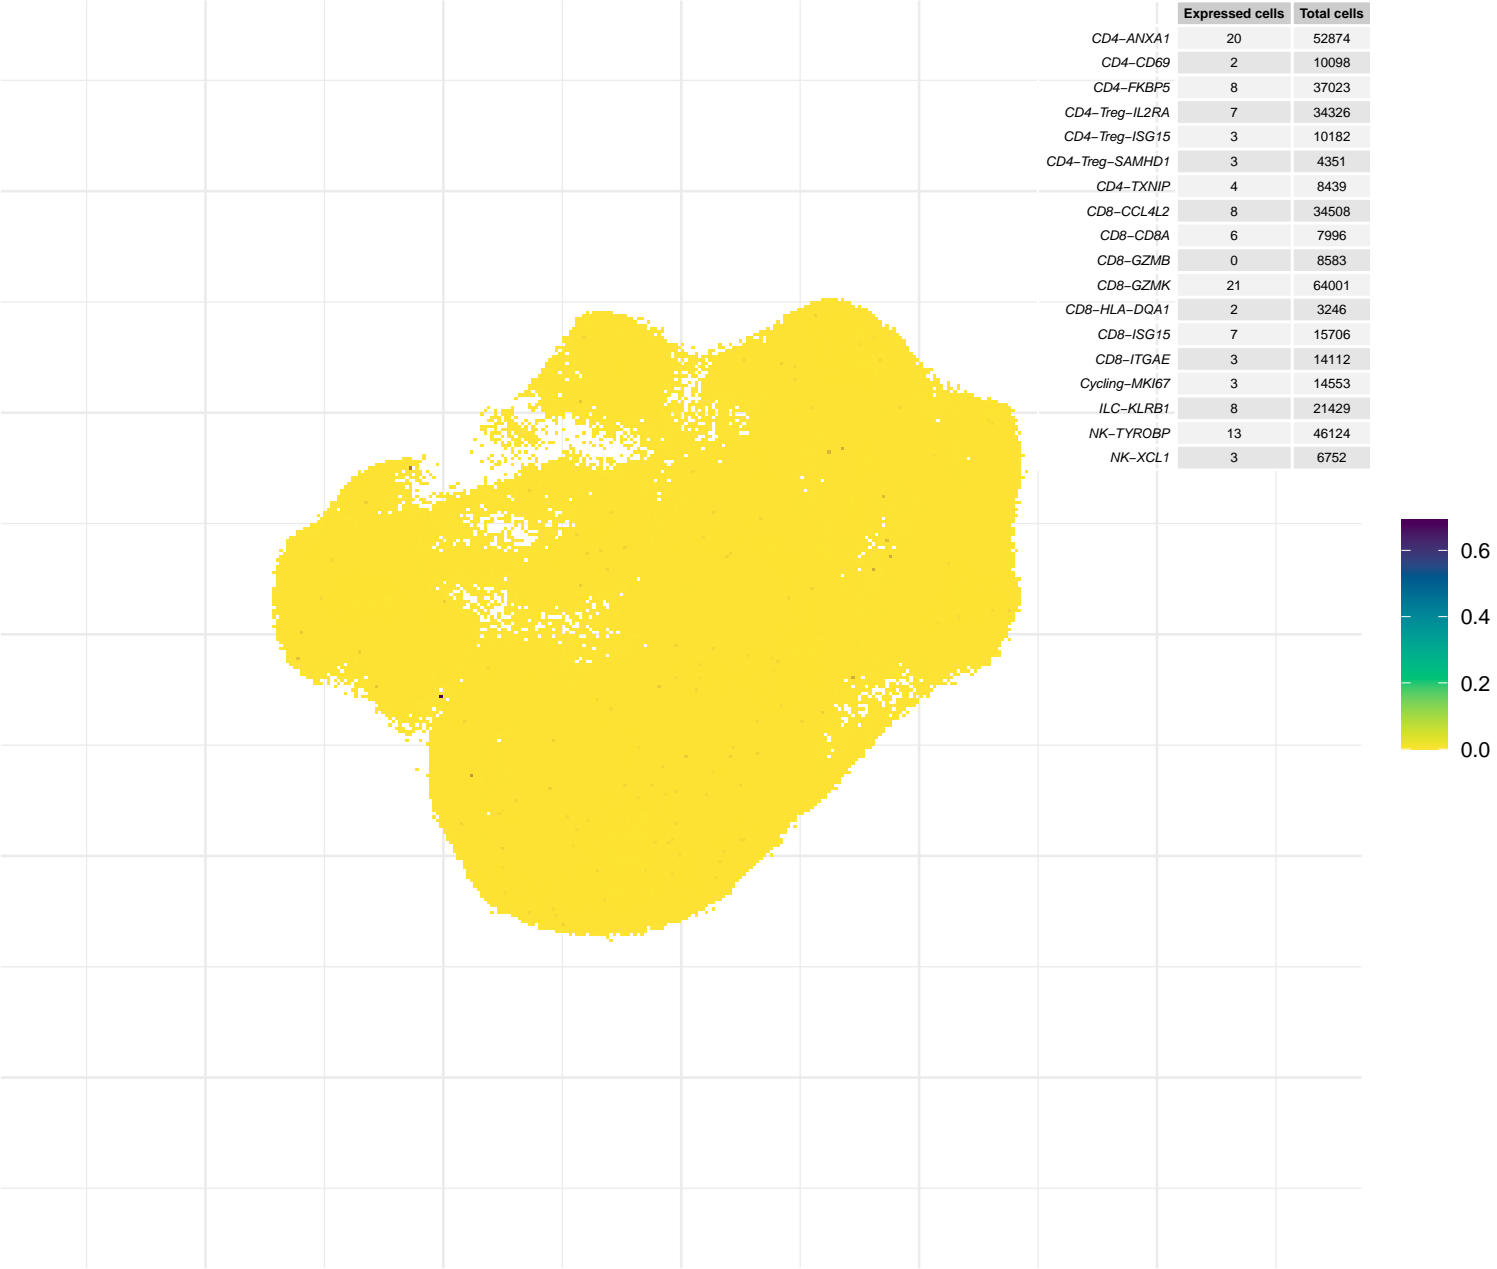 Expressed cells Total cells
CD4−ANXA1 20 52874
CD4−CD69 2 10098
CD4−FKBP5 8 37023
CD4−Treg−IL2RA 7 34326
CD4−Treg−ISG15 3 10182
CD4−Treg−SAMHD1 3 4351
CD4−TXNIP 4 8439
CD8−CCL4L2 8 34508
CD8−CD8A 6 7996
CD8−GZMB 0 8583
CD8−GZMK 21 64001
CD8−HLA−DQA1 2 3246
CD8−ISG15 7 15706
CD8−ITGAE 3 14112
Cycling−MKI67 3 14553
ILC−KLRB1 8 21429
NK−TYROBP 13 46124
NK−XCL1 3 6752
0.6
0.4
0.2
0.0